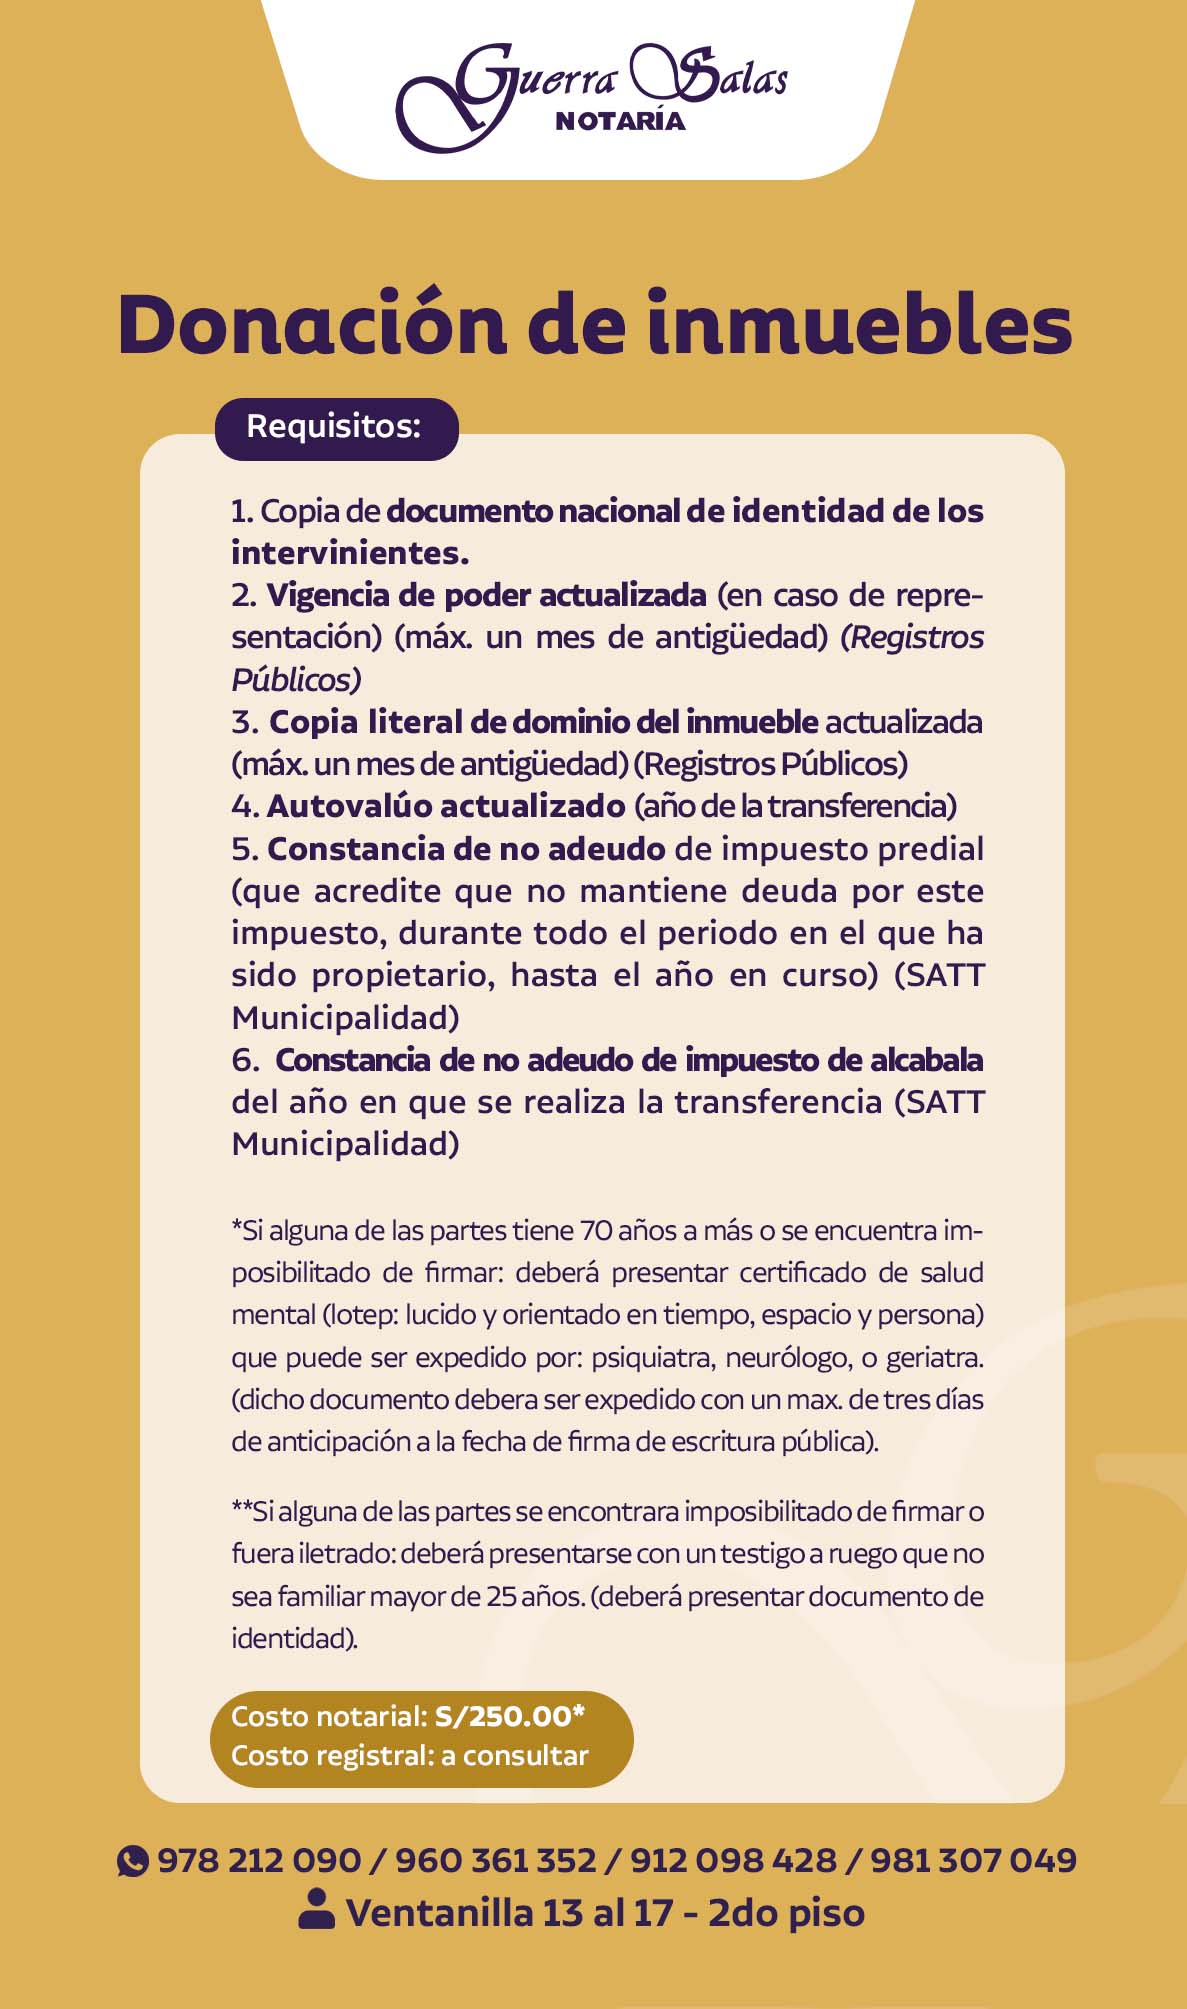 Guerra Salas
NOTARÍA
Donación de inmuebles
Requisitos:
1. Copia de documento nacional de identidad de los
intervinientes.
2. Vigencia de poder actualizada (en caso de repre-
sentación) (máx. un mes de antigüedad) (Registros
Públicos)
3. Copia literal de dominio del inmueble actualizada
(máx. un mes de antigüedad) (Registros Públicos)
4. Autovalúo actualizado (año de la transferencia)
5. Constancia de no adeudo de impuesto predial
(que acredite que no mantiene deuda por este
impuesto, durante todo el periodo en el que ha
sido propietario, hasta el año en curso) (SATT
Municipalidad)
6. Constancia de no adeudo de impuesto de alcabala
del año en que se realiza la transferencia (SATT
Municipalidad)
*Si alguna de las partes tiene 70 años a más o se encuentra im-
posibilitado de firmar: deberá presentar certificado de salud
mental (lotep: lucido y orientado en tiempo, espacio y persona)
que puede ser expedido por: psiquiatra, neurólogo, o geriatra.
(dicho documento debera ser expedido con un max. de tres días
de anticipación a la fecha de firma de escritura pública).
**Si alguna de las partes se encontrara imposibilitado de firmar o
fuera iletrado: deberá presentarse con un testigo a ruego que no
sea familiar mayor de 25 años. (deberá presentar documento de
identidad).
Costo notarial: S/250.00*
Costo registral: a consultar
978 212 090 / 960 361 352 / 912 098 428 / 981 307 049
Ventanilla 13 al 17 - 2do piso